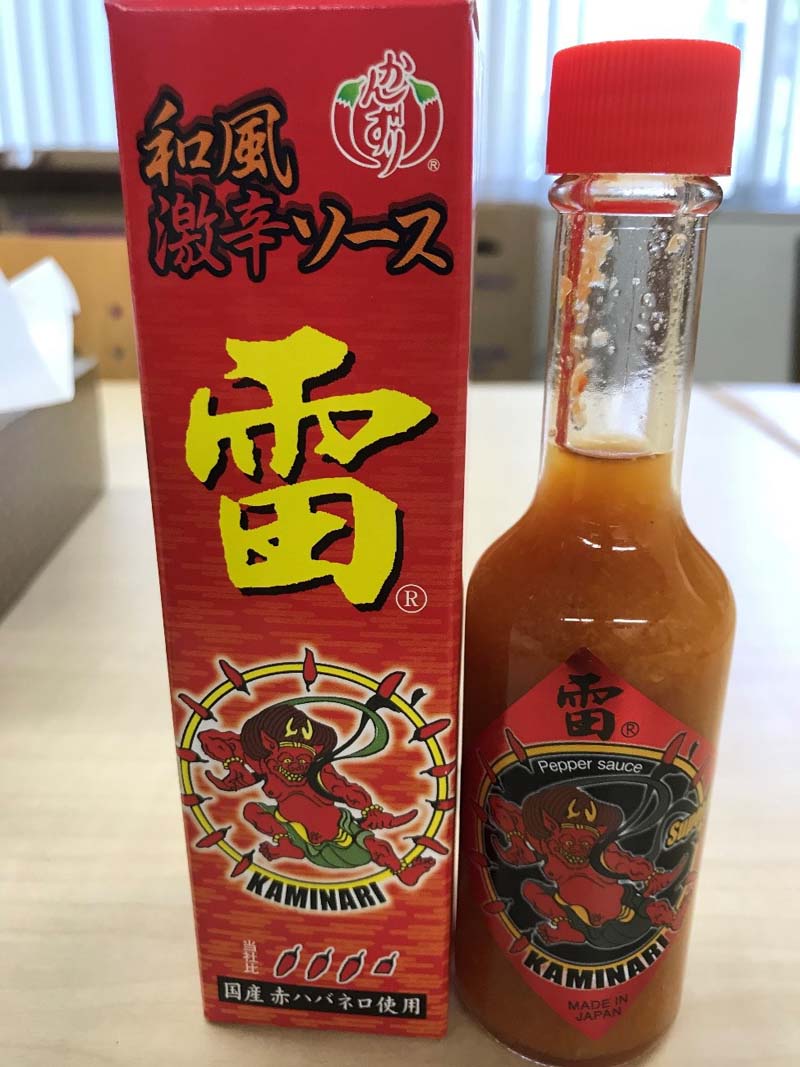 かんずり
®
和風
激辛ソース
雷
®
KAMINARI
当社比
国産 赤ハバネロ使用
雷
®
Pepper sauce
KAMINARI
MADE IN
JAPAN